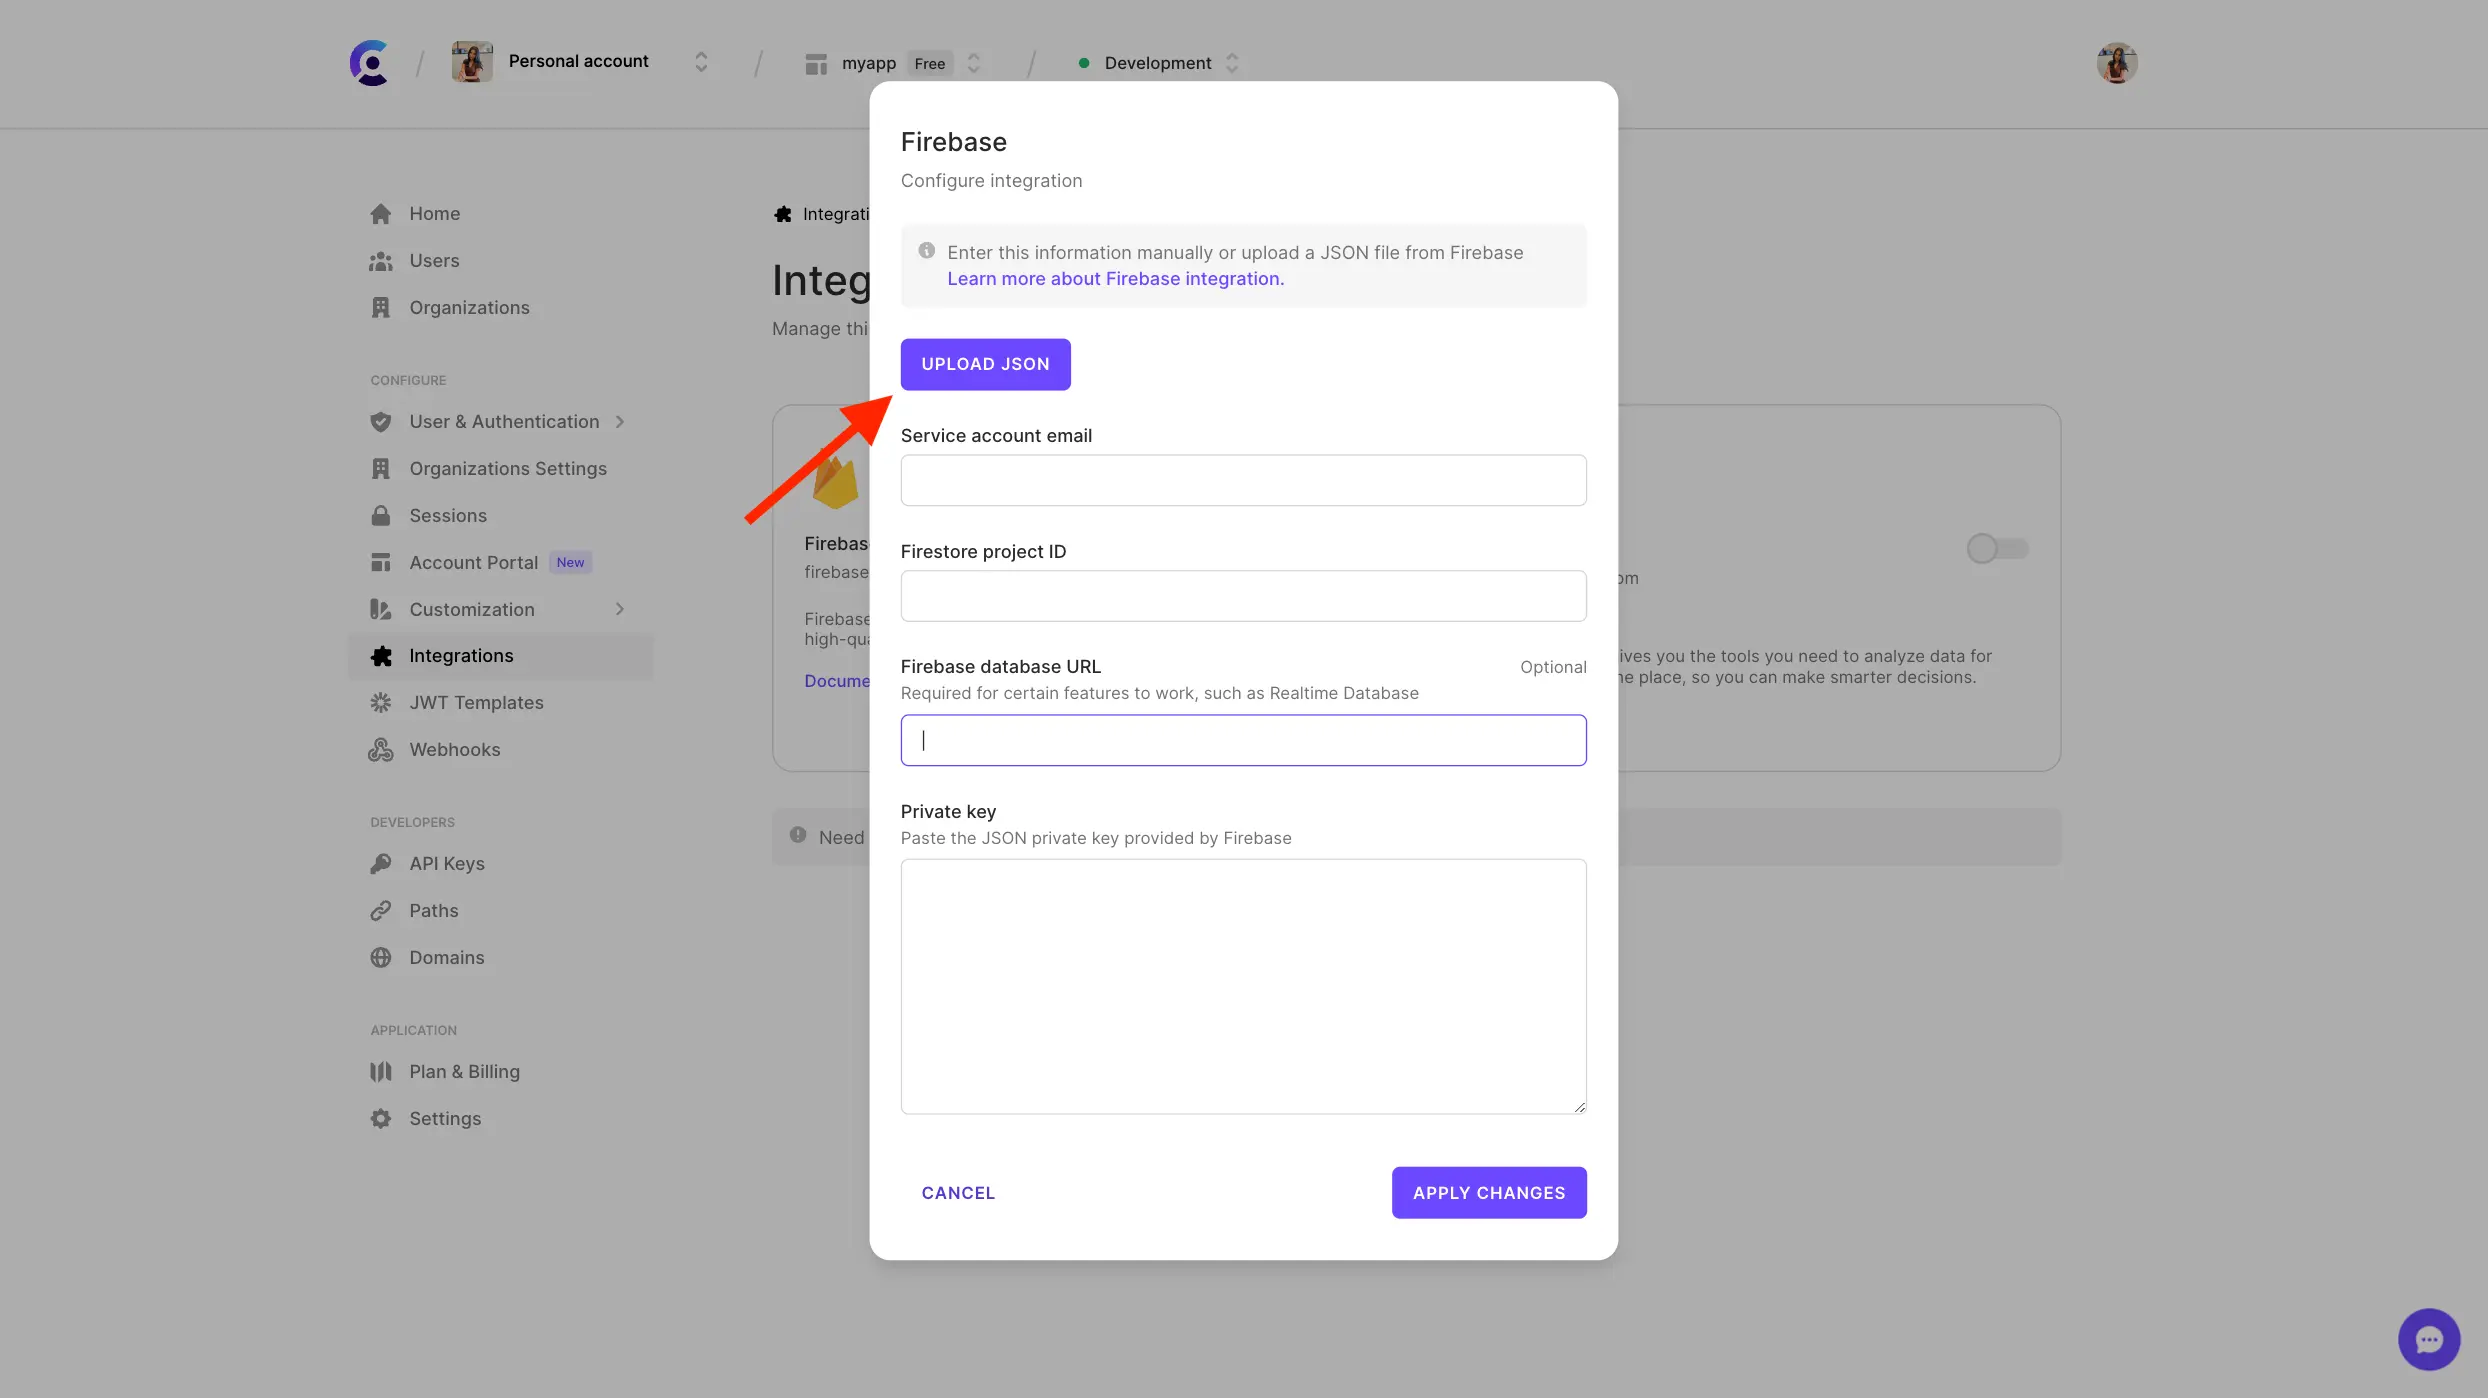 Personal account
myapp Free
Development
Home
Users
Organizations
CONFIGURE
User & Authentication
Organizations Settings
Sessions
Account Portal New
Customization
Integrations
JWT Templates
Webhooks
DEVELOPERS
API Keys
Paths
Domains
APPLICATION
Plan & Billing
Settings
Integrati
Integ
Manage thi
Firebas
firebase
Firebase
high-qua
Docume
Need
om
ives you the tools you need to analyze data for
ne place, so you can make smarter decisions.
Firebase
Configure integration
Enter this information manually or upload a JSON file from Firebase
Learn more about Firebase integration.
UPLOAD JSON
Service account email
Firestore project ID
Firebase database URL Optional
Required for certain features to work, such as Realtime Database
Private key
Paste the JSON private key provided by Firebase
CANCEL
APPLY CHANGES